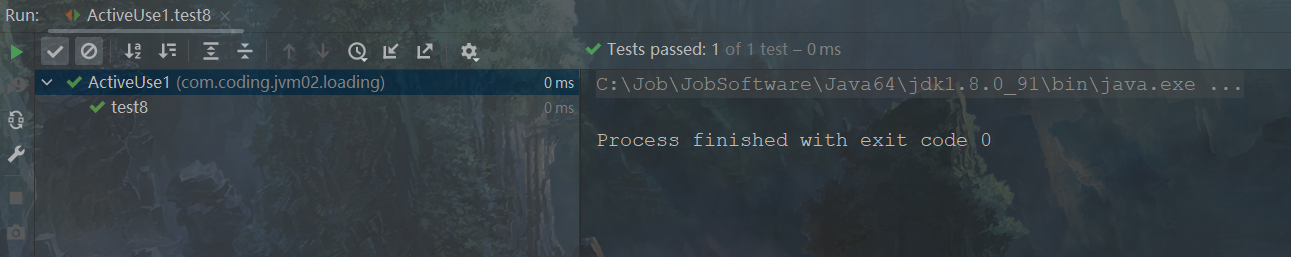 Run: ActiveUse1.test8 ×
Tests passed: 1 of 1 test – 0 ms
ActiveUse1 (com.coding.jvm02.loading) 0 ms
test8 0 ms
C:\Job\JobSoftware\Java64\jdk1.8.0_91\bin\java.exe ...
Process finished with exit code 0